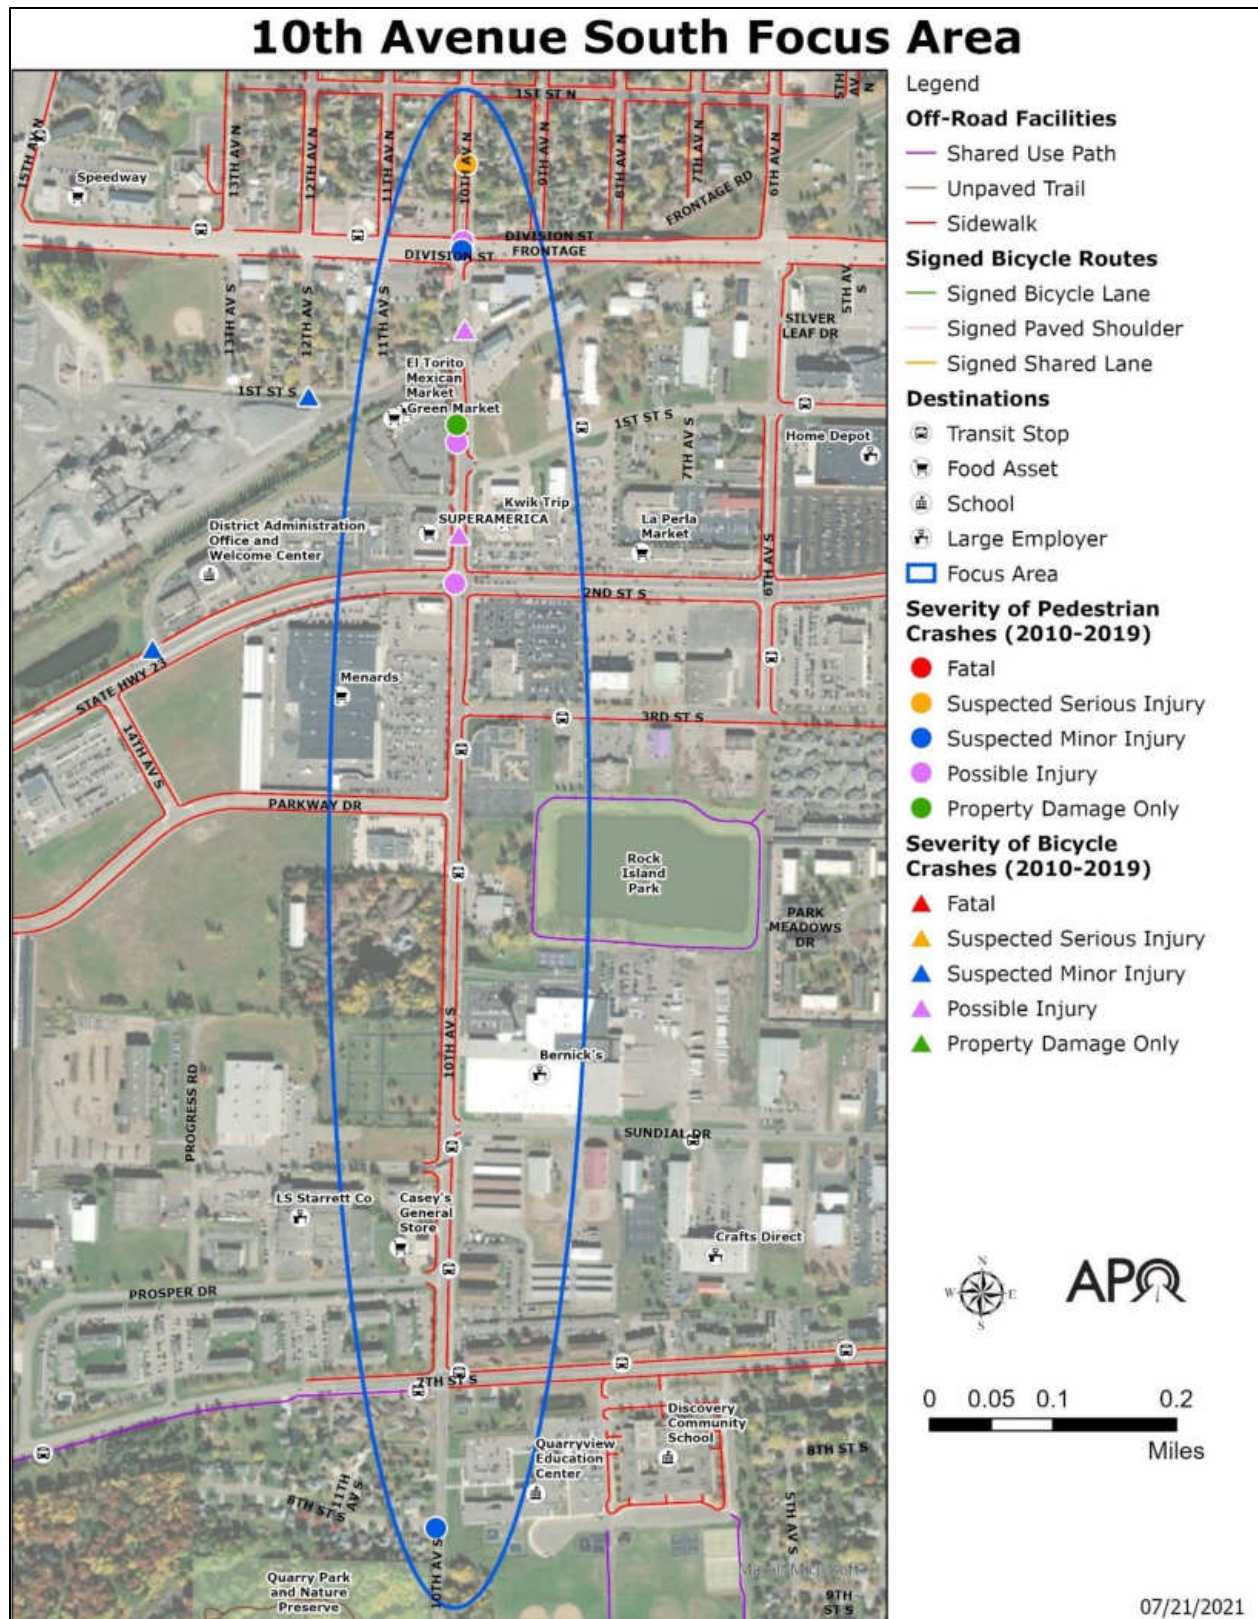 10th Avenue South Focus Area
Legend
Off-Road Facilities
Shared Use Path
Unpaved Trail
Sidewalk
Signed Bicycle Routes
Signed Bicycle Lane
Signed Paved Shoulder
Signed Shared Lane
Destinations
Transit Stop
Food Asset
School
Large Employer
Focus Area
Severity of Pedestrian
Crashes (2010-2019)
Fatal
Suspected Serious Injury
Suspected Minor Injury
Possible Injury
Property Damage Only
Severity of Bicycle
Crashes (2010-2019)
Fatal
Suspected Serious Injury
Suspected Minor Injury
Possible Injury
Property Damage Only
N
W
E
S
APO
0 0.05 0.1 0.2
Miles
07/21/2021
1ST ST N
5TH
AV
N
15TH AV N
13TH AV N
12TH AV N
11TH AV N
10TH AV N
9TH AV N
8TH AV N
7TH AV N
6TH AV N
Speedway
FRONTAGE RD
DIVISION ST
FRONTAGE
DIVISION ST
13TH AV S
12TH AV S
11TH AV S
5TH AV
S
SILVER
LEAF DR
El Torito
Mexican
Market
Green Market
1ST ST S
1ST ST S
7TH AV S
Home Depot
Kwik Trip
SUPERAMERICA
La Perla
Market
District Administration
Office and
Welcome Center
6TH AV S
2ND ST S
STATE HWY 23
Menards
3RD ST S
14TH AV S
PARKWAY DR
Rock
Island
Park
PARK
MEADOWS
DR
10TH AV S
Bernick's
PROGRESS RD
SUNDIAL DR
LS Starrett Co
Casey's
General
Store
Crafts Direct
PROSPER DR
7TH ST S
Discovery
Community
School
Quarryview
Education
Center
8TH ST S
11TH
AV S
8TH ST S
5TH AV S
10TH AV S
Quarry Park
and Nature
Preserve
9TH
ST S